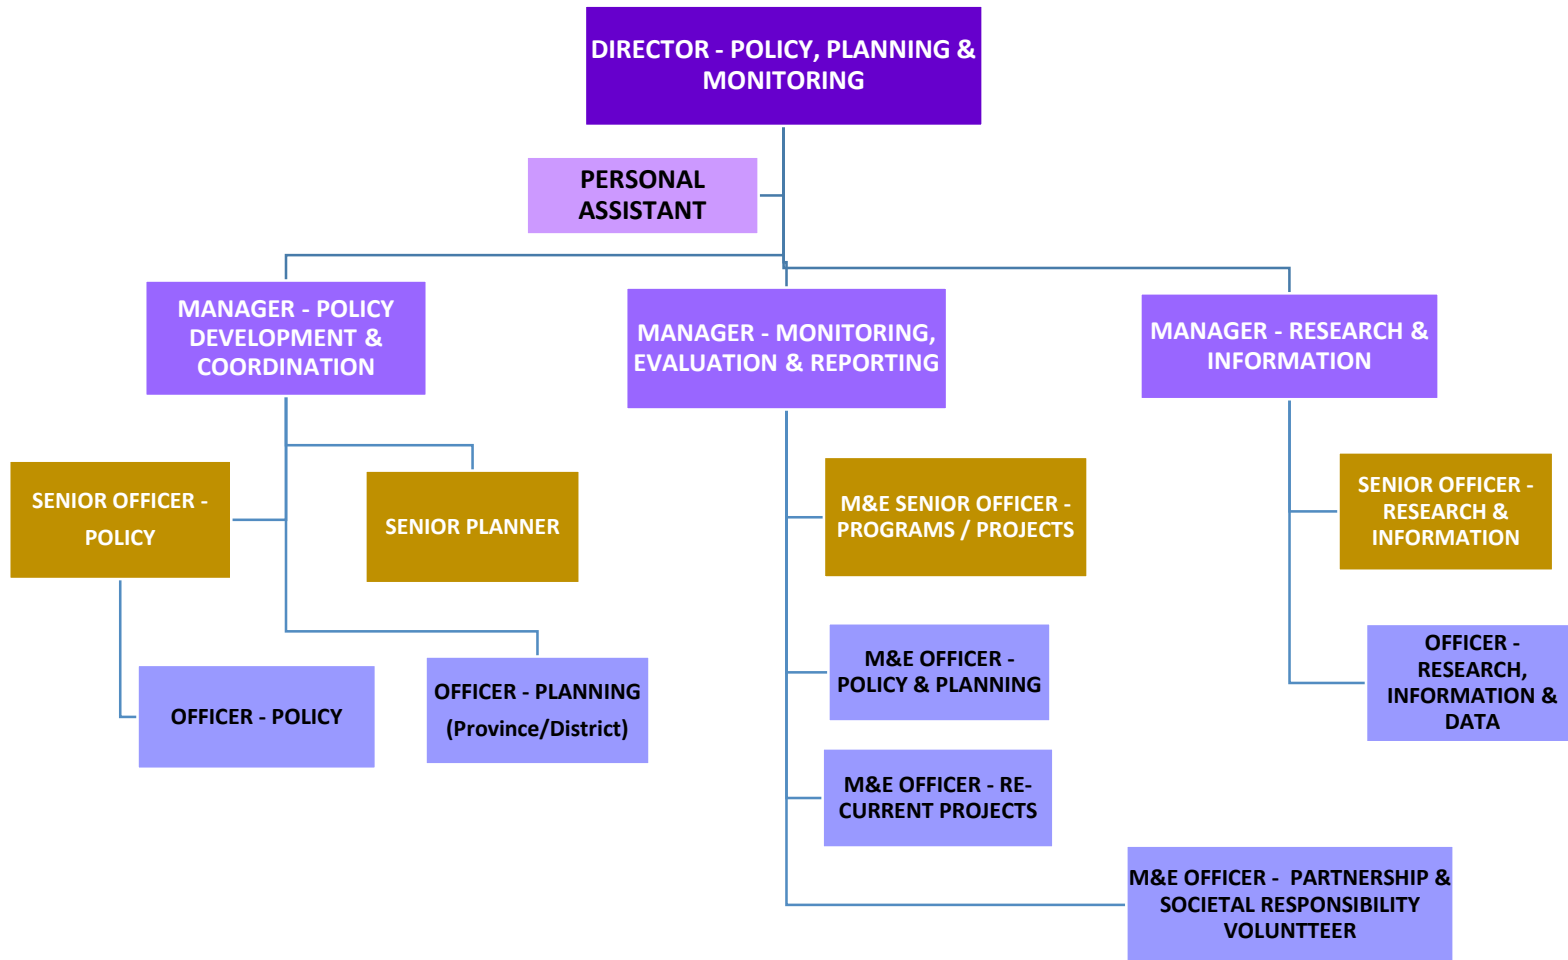 DIRECTOR - POLICY, PLANNING &
MONITORING
PERSONAL
ASSISTANT
MANAGER - POLICY
DEVELOPMENT &
COORDINATION
MANAGER - MONITORING,
EVALUATION & REPORTING
MANAGER - RESEARCH &
INFORMATION
SENIOR OFFICER -
POLICY
SENIOR PLANNER
M&E SENIOR OFFICER -
PROGRAMS / PROJECTS
SENIOR OFFICER -
RESEARCH &
INFORMATION
OFFICER - POLICY
OFFICER - PLANNING
(Province/District)
M&E OFFICER -
POLICY & PLANNING
OFFICER -
RESEARCH,
INFORMATION &
DATA
M&E OFFICER - RE-
CURRENT PROJECTS
M&E OFFICER -  PARTNERSHIP &
SOCIETAL RESPONSIBILITY
VOLUNTTEER